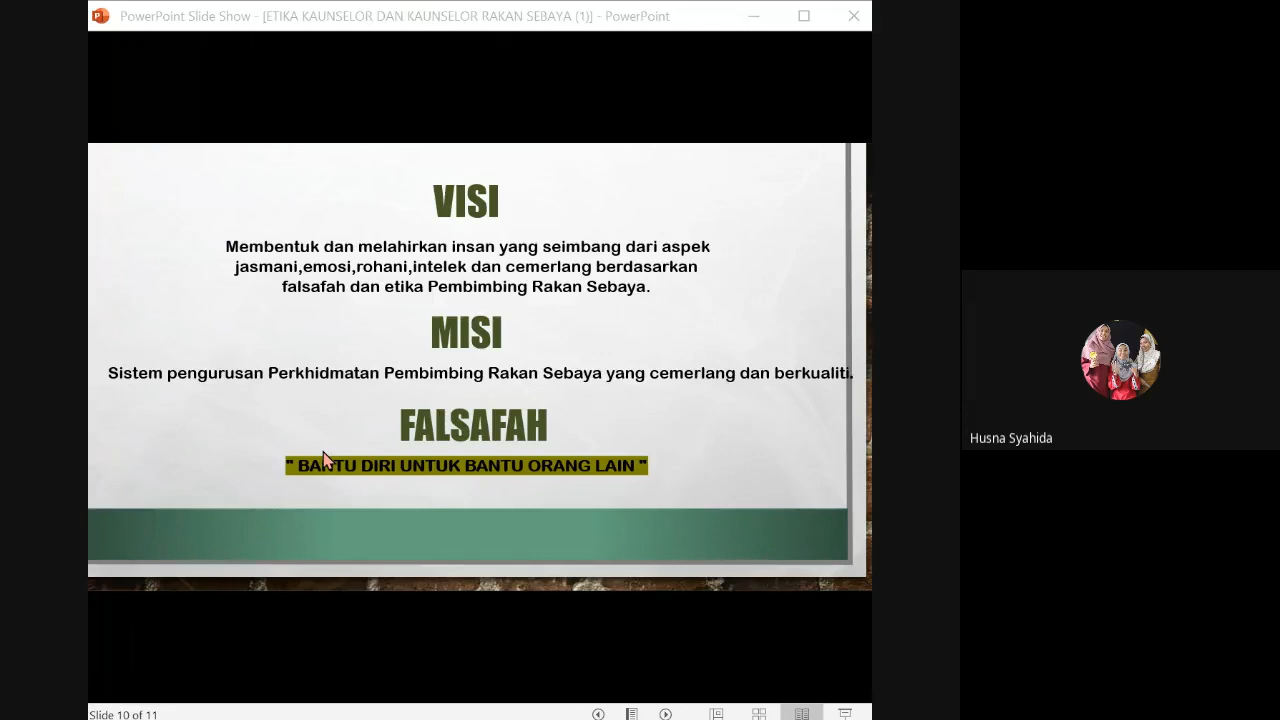 PowerPoint Slide Show - [ETIKA KAUNSELOR DAN KAUNSELOR RAKAN SEBAYA (1)] - PowerPoint
VISI
Membentuk dan melahirkan insan yang seimbang dari aspek
jasmani,emosi,rohani,intelek dan cemerlang berdasarkan
falsafah dan etika Pembimbing Rakan Sebaya.
MISI
Sistem pengurusan Perkhidmatan Pembimbing Rakan Sebaya yang cemerlang dan berkualiti.
FALSAFAH
" BANTU DIRI UNTUK BANTU ORANG LAIN "
Husna Syahida
Slide 10 of 11